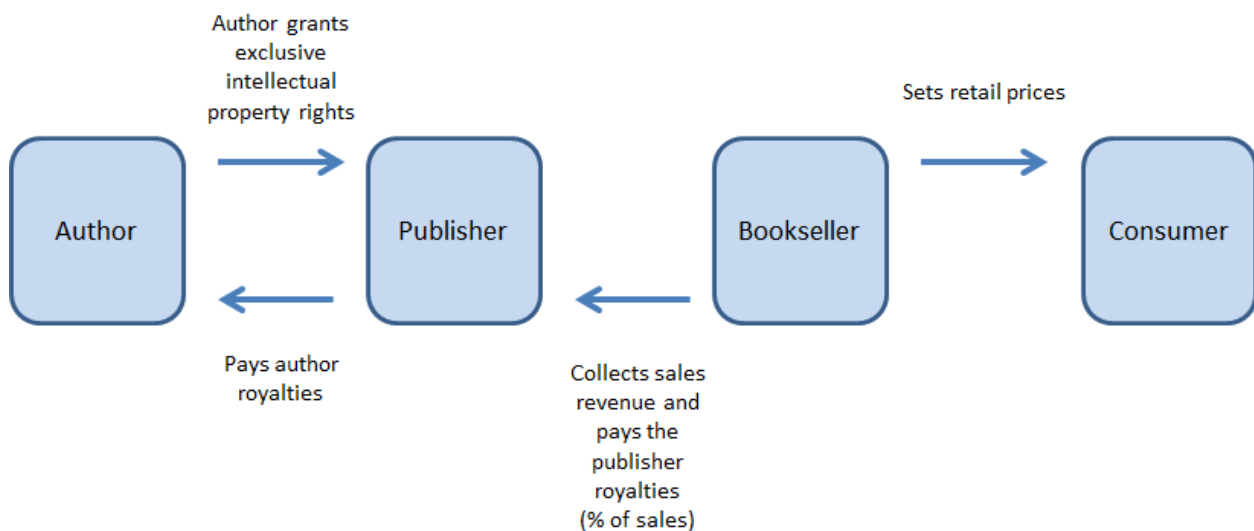 Author grants
exclusive
intellectual
property rights
Sets retail prices
Author
Publisher
Bookseller
Consumer
Pays author
royalties
Collects sales
revenue and
pays the
publisher
royalties
(% of sales)